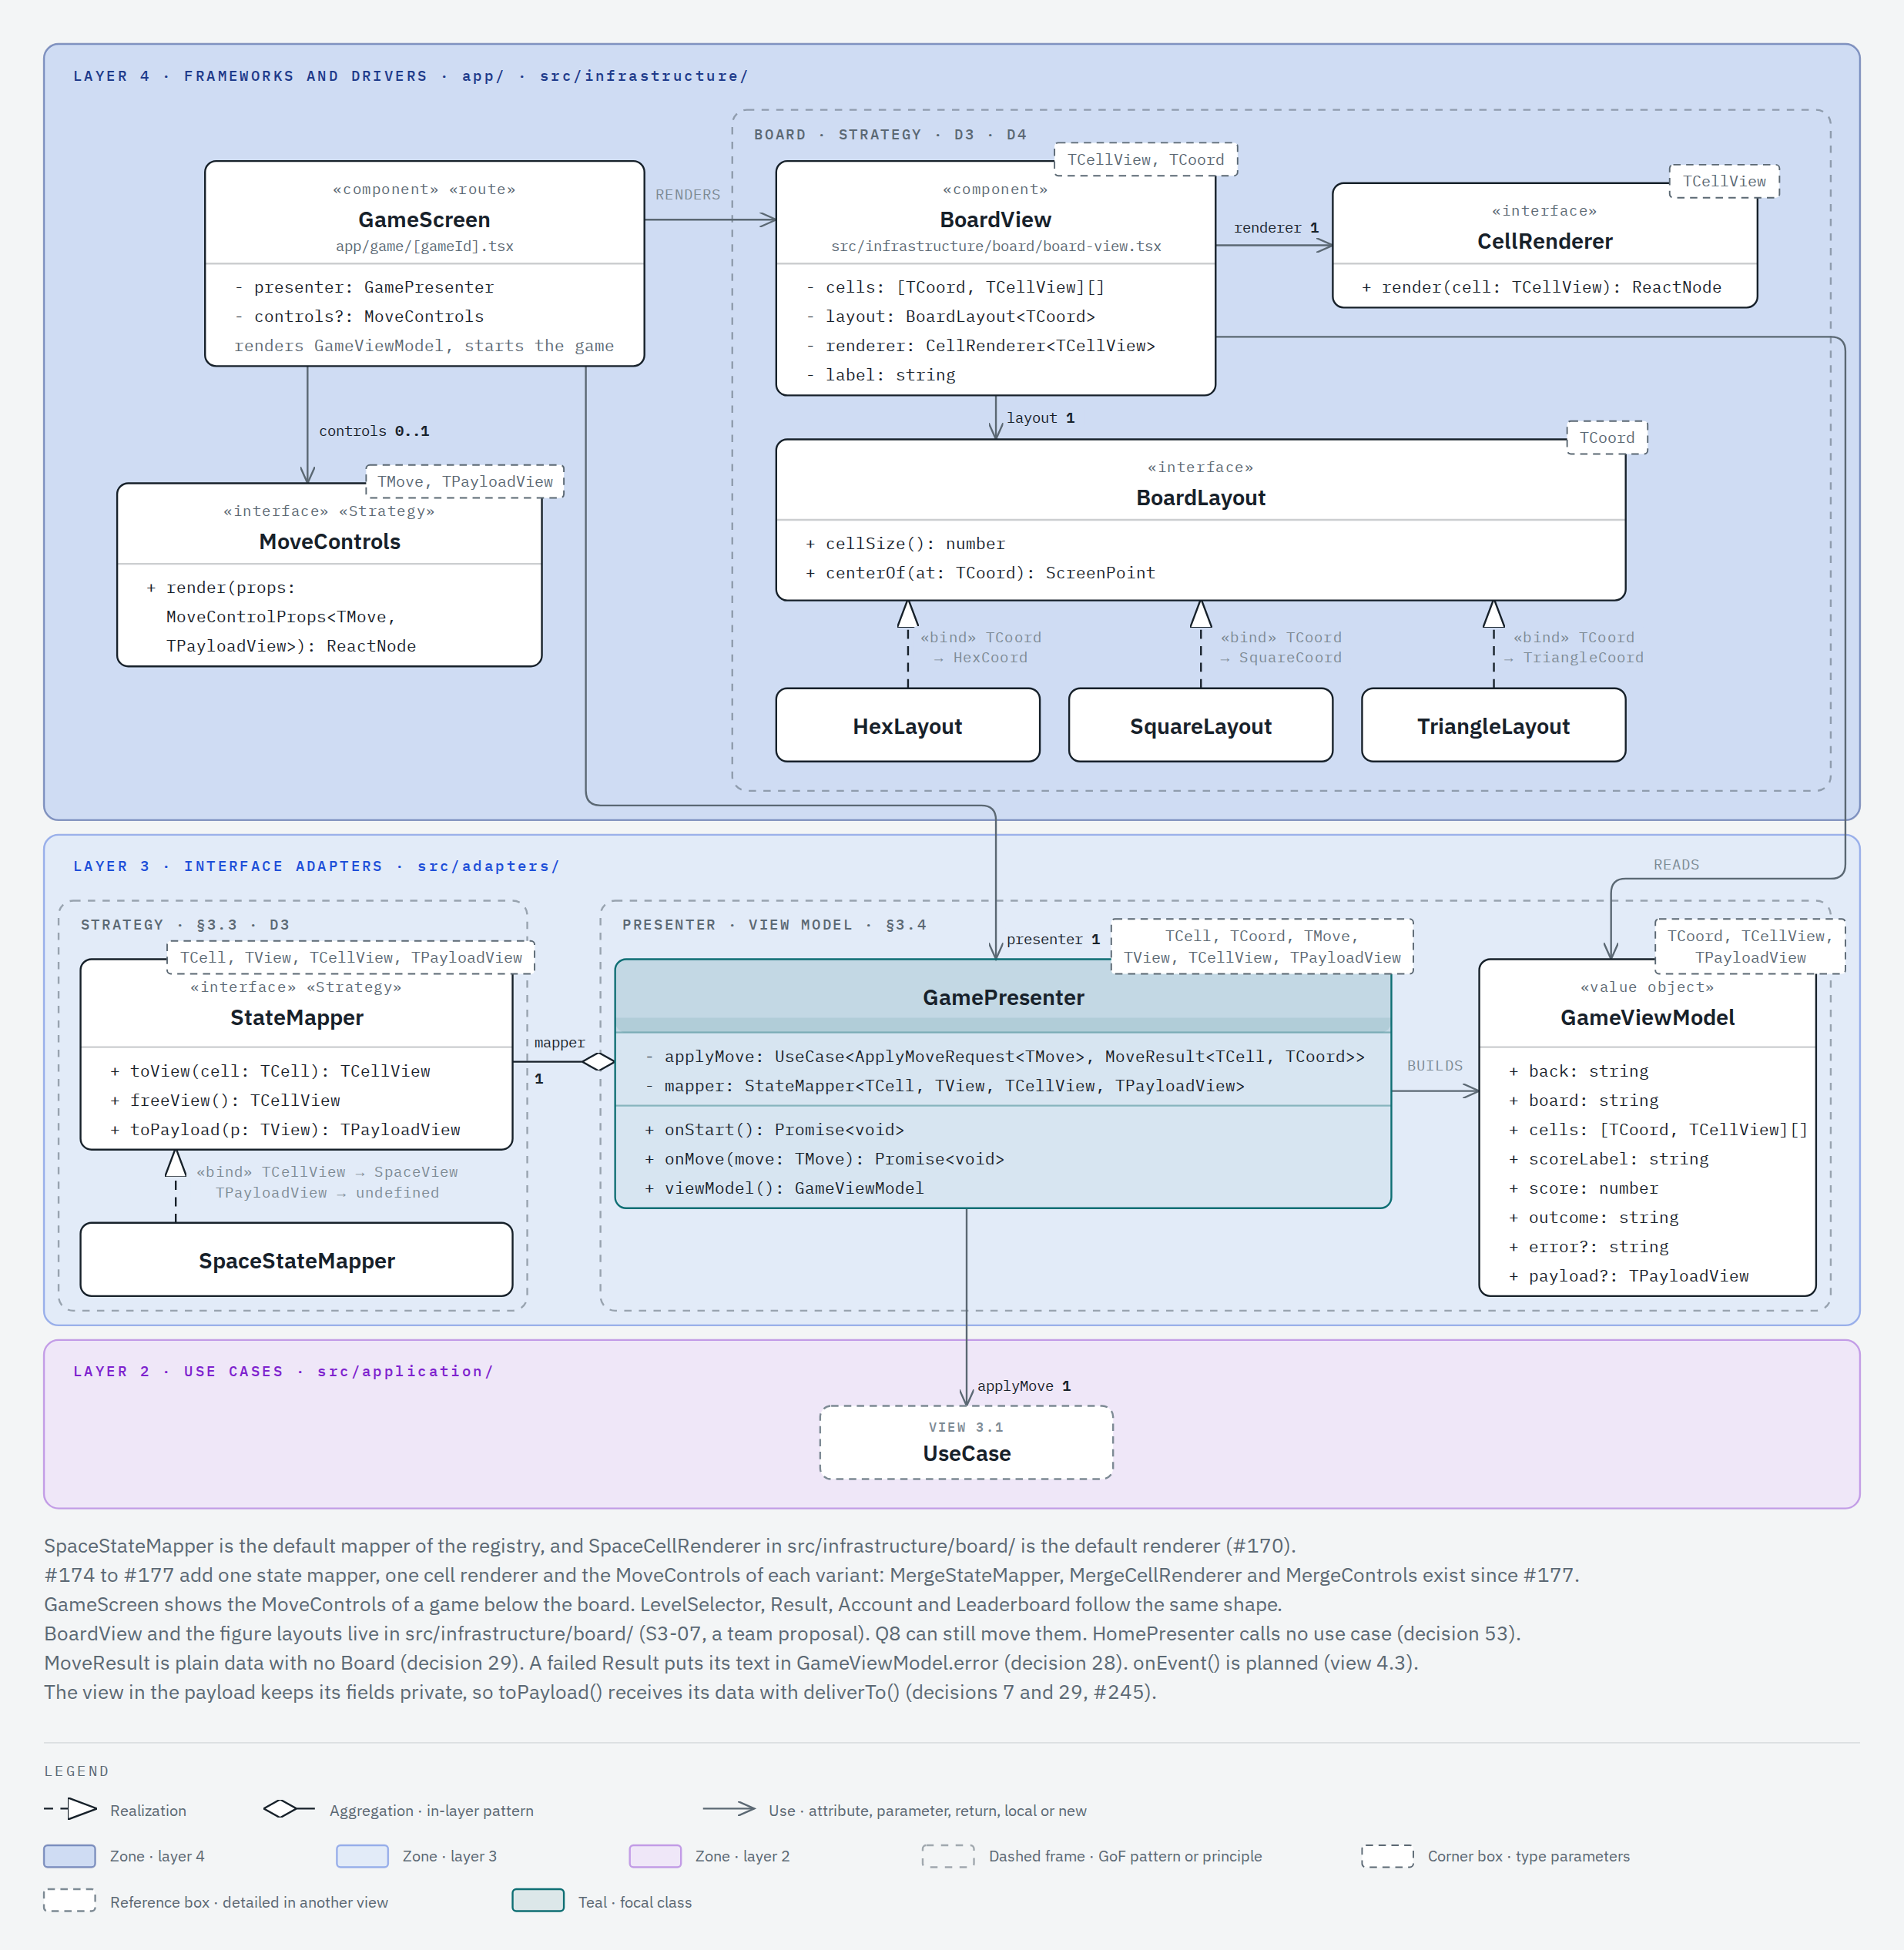 LAYER 4 · FRAMEWORKS AND DRIVERS · app/ · src/infrastructure/
BOARD · STRATEGY · D3 · D4
«component» «route»
GameScreen
app/game/[gameId].tsx
- presenter: GamePresenter
- controls?: MoveControls
renders GameViewModel, starts the game
RENDERS
TCellView, TCoord
«component»
BoardView
src/infrastructure/board/board-view.tsx
- cells: [TCoord, TCellView][]
- layout: BoardLayout<TCoord>
- renderer: CellRenderer<TCellView>
- label: string
renderer 1
TCellView
«interface»
CellRenderer
+ render(cell: TCellView): ReactNode
controls 0..1
layout 1
TMove, TPayloadView
«interface» «Strategy»
MoveControls
+ render(props:
MoveControlProps<TMove,
TPayloadView>): ReactNode
TCoord
«interface»
BoardLayout
+ cellSize(): number
+ centerOf(at: TCoord): ScreenPoint
«bind» TCoord
→ HexCoord
«bind» TCoord
→ SquareCoord
«bind» TCoord
→ TriangleCoord
HexLayout
SquareLayout
TriangleLayout
LAYER 3 · INTERFACE ADAPTERS · src/adapters/
READS
STRATEGY · §3.3 · D3
TCell, TView, TCellView, TPayloadView
«interface» «Strategy»
StateMapper
+ toView(cell: TCell): TCellView
+ freeView(): TCellView
+ toPayload(p: TView): TPayloadView
«bind» TCellView → SpaceView
TPayloadView → undefined
SpaceStateMapper
mapper
1
PRESENTER · VIEW MODEL · §3.4
presenter 1
TCell, TCoord, TMove,
TView, TCellView, TPayloadView
GamePresenter
- applyMove: UseCase<ApplyMoveRequest<TMove>, MoveResult<TCell, TCoord>>
- mapper: StateMapper<TCell, TView, TCellView, TPayloadView>
+ onStart(): Promise<void>
+ onMove(move: TMove): Promise<void>
+ viewModel(): GameViewModel
BUILDS
TCoord, TCellView,
TPayloadView
«value object»
GameViewModel
+ back: string
+ board: string
+ cells: [TCoord, TCellView][]
+ scoreLabel: string
+ score: number
+ outcome: string
+ error?: string
+ payload?: TPayloadView
LAYER 2 · USE CASES · src/application/
applyMove 1
VIEW 3.1
UseCase
SpaceStateMapper is the default mapper of the registry, and SpaceCellRenderer in src/infrastructure/board/ is the default renderer (#170).
#174 to #177 add one state mapper, one cell renderer and the MoveControls of each variant: MergeStateMapper, MergeCellRenderer and MergeControls exist since #177.
GameScreen shows the MoveControls of a game below the board. LevelSelector, Result, Account and Leaderboard follow the same shape.
BoardView and the figure layouts live in src/infrastructure/board/ (S3-07, a team proposal). Q8 can still move them. HomePresenter calls no use case (decision 53).
MoveResult is plain data with no Board (decision 29). A failed Result puts its text in GameViewModel.error (decision 28). onEvent() is planned (view 4.3).
The view in the payload keeps its fields private, so toPayload() receives its data with deliverTo() (decisions 7 and 29, #245).
LEGEND
Realization
Aggregation · in-layer pattern
Use · attribute, parameter, return, local or new
Zone · layer 4
Zone · layer 3
Zone · layer 2
Dashed frame · GoF pattern or principle
Corner box · type parameters
Reference box · detailed in another view
Teal · focal class